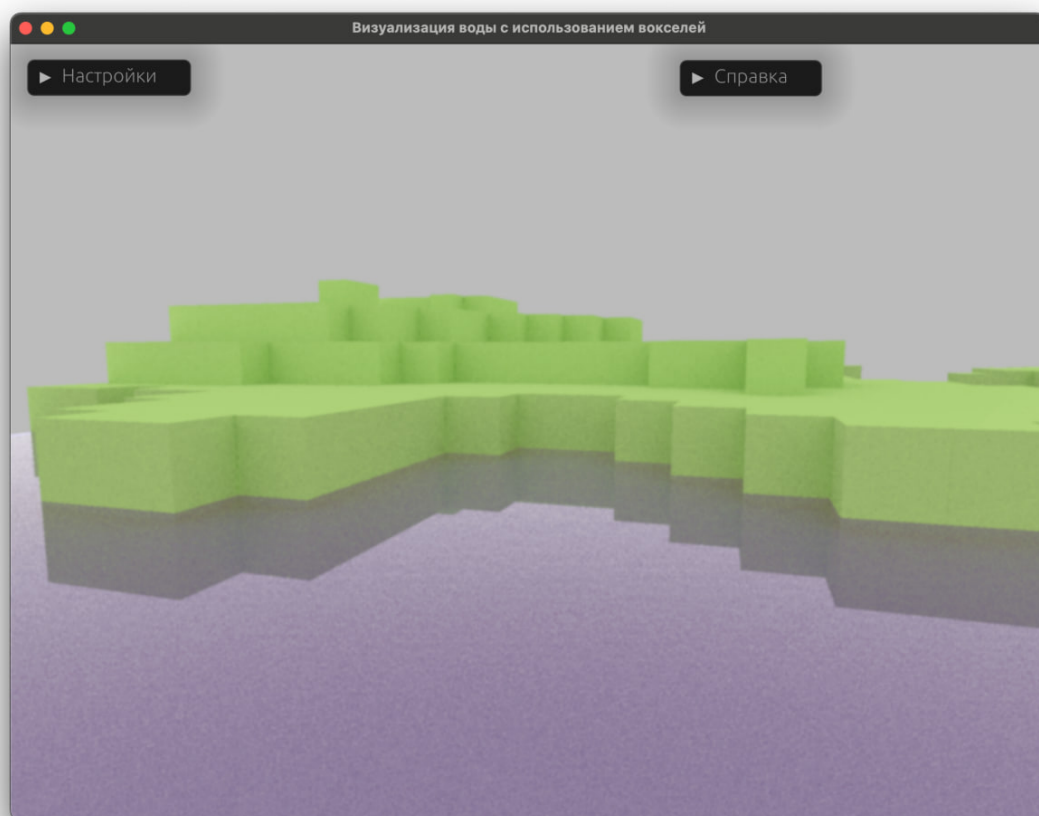 Визуализация воды с использованием вокселей
Настройки
Справка